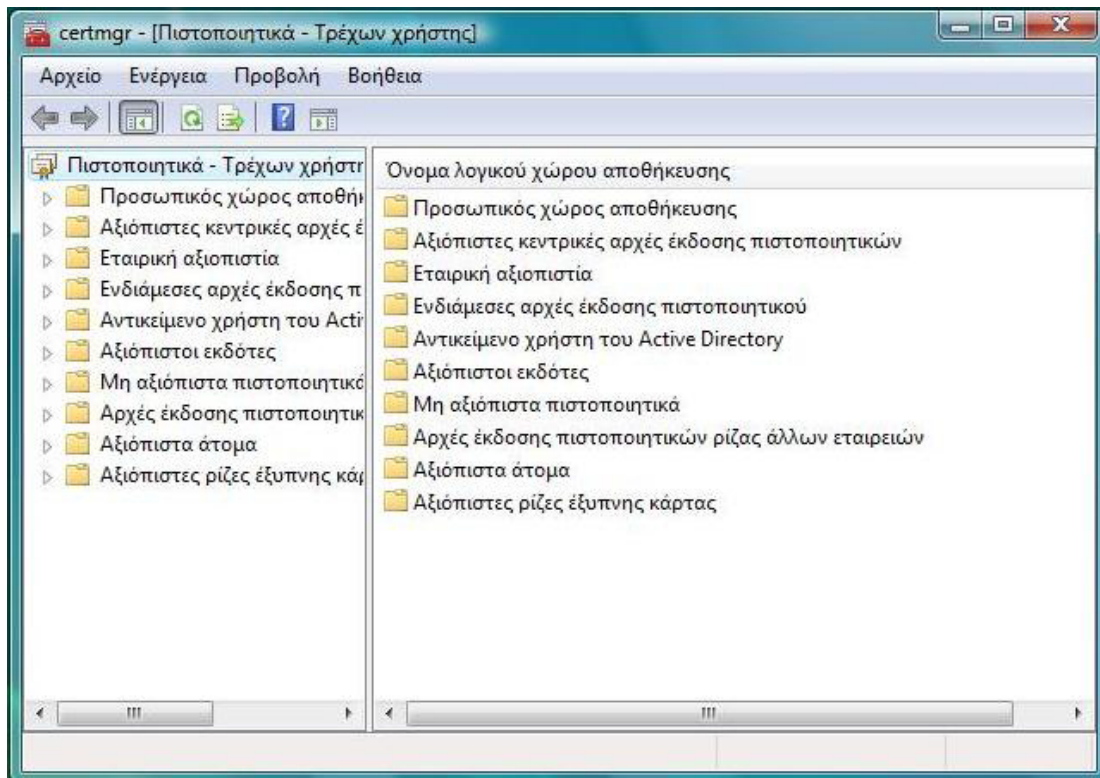 certmgr - [Πιστοποιητικά - Τρέχων χρήστης]
Αρχείο Ενέργεια Προβολή Βοήθεια
Πιστοποιητικά - Τρέχων χρήστη
Προσωπικός χώρος αποθήκ
Αξιόπιστες κεντρικές αρχές έ
Εταιρική αξιοπιστία
Ενδιάμεσες αρχές έκδοσης π
Αντικείμενο χρήστη του Acti
Αξιόπιστοι εκδότες
Μη αξιόπιστα πιστοποιητικά
Αρχές έκδοσης πιστοποιητικ
Αξιόπιστα άτομα
Αξιόπιστες ρίζες έξυπνης κάρ
Όνομα λογικού χώρου αποθήκευσης
Προσωπικός χώρος αποθήκευσης
Αξιόπιστες κεντρικές αρχές έκδοσης πιστοποιητικών
Εταιρική αξιοπιστία
Ενδιάμεσες αρχές έκδοσης πιστοποιητικού
Αντικείμενο χρήστη του Active Directory
Αξιόπιστοι εκδότες
Μη αξιόπιστα πιστοποιητικά
Αρχές έκδοσης πιστοποιητικών ρίζας άλλων εταιρειών
Αξιόπιστα άτομα
Αξιόπιστες ρίζες έξυπνης κάρτας